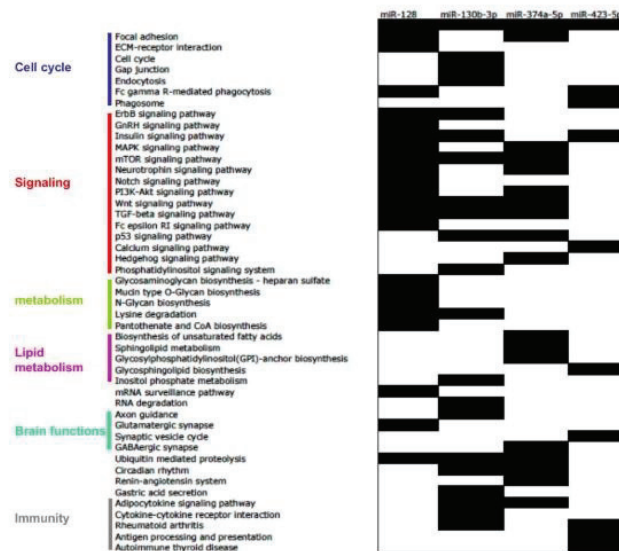 miR-128 miR-130b-3p miR-374a-5p miR-423-5p
Focal adhesion
ECM-receptor interaction
Cell cycle
Cell cycle
Gap junction
Endocytosis
Fc gamma R-mediated phagocytosis
Phagosome
ErbB signaling pathway
GnRH signaling pathway
Insulin signaling pathway
MAPK signaling pathway
mTOR signaling pathway
Neurotrophin signaling pathway
Signaling
Notch signaling pathway
PI3K-Akt signaling pathway
Wnt signaling pathway
TGF-beta signaling pathway
Fc epsilon RI signaling pathway
p53 signaling pathway
Calcium signaling pathway
Hedgehog signaling pathway
Phosphatidylinositol signaling system
Glycosaminoglycan biosynthesis - heparan sulfate
Mucin type O-Glycan biosynthesis
metabolism
N-Glycan biosynthesis
Lysine degradation
Pantothenate and CoA biosynthesis
Biosynthesis of unsaturated fatty acids
Lipid
Sphingolipid metabolism
Glycosylphosphatidylinositol(GPI)-anchor biosynthesis
metabolism
Glycosphingolipid biosynthesis
Inositol phosphate metabolism
mRNA surveillance pathway
RNA degradation
Axon guidance
Brain functions
Glutamatergic synapse
Synaptic vesicle cycle
GABAergic synapse
Ubiquitin mediated proteolysis
Circadian rhythm
Renin-angiotensin system
Gastric acid secretion
Adipocytokine signaling pathway
Immunity
Cytokine-cytokine receptor interaction
Rheumatoid arthritis
Antigen processing and presentation
Autoimmune thyroid disease